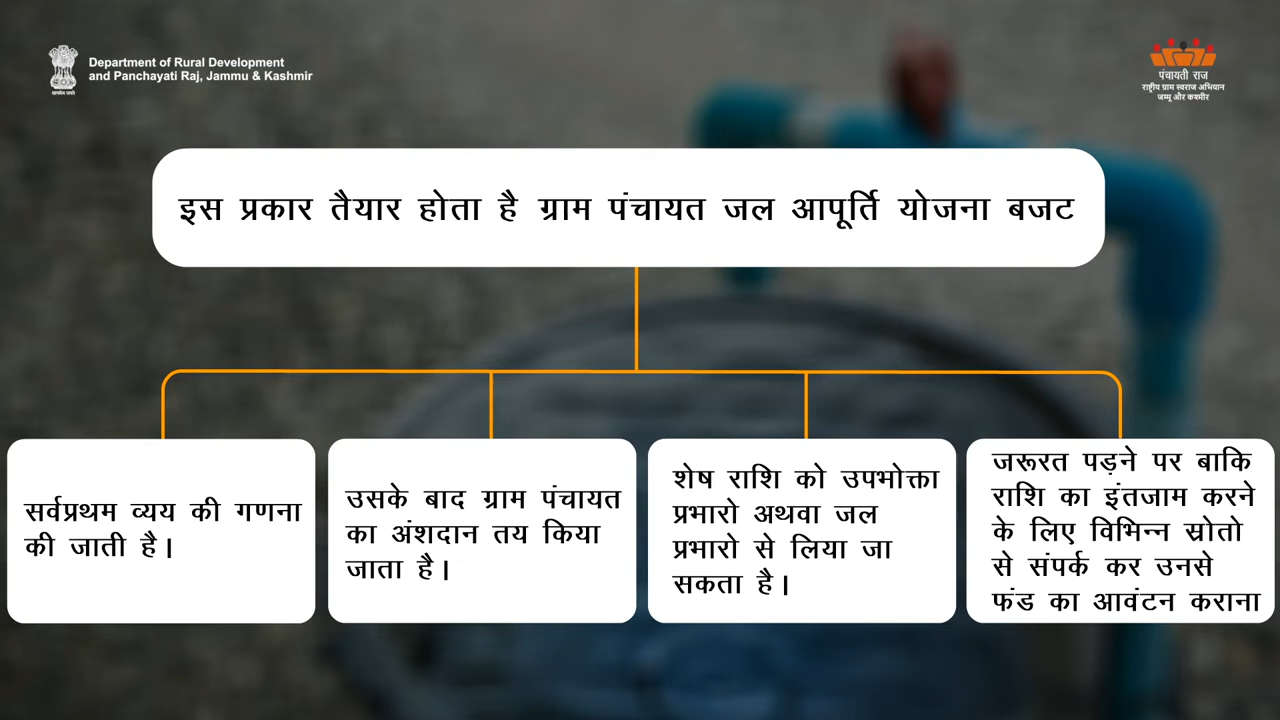 Department of Rural Development
and Panchayati Raj, Jammu & Kashmir
पंचायती राज
राष्ट्रीय ग्राम स्वराज अभियान
जम्मू और कश्मीर
इस प्रकार तैयार होता है ग्राम पंचायत जल आपूर्ति योजना बजट
सर्वप्रथम व्यय की गणना
की जाती है।
उसके बाद ग्राम पंचायत
का अंशदान तय किया
जाता है।
शेष राशि को उपभोक्ता
प्रभारो अथवा जल
प्रभारो से लिया जा
सकता है।
जरूरत पड़ने पर बाकि
राशि का इंतजाम करने
के लिए विभिन्न स्रोतो
से संपर्क कर उनसे
फंड का आवंटन कराना